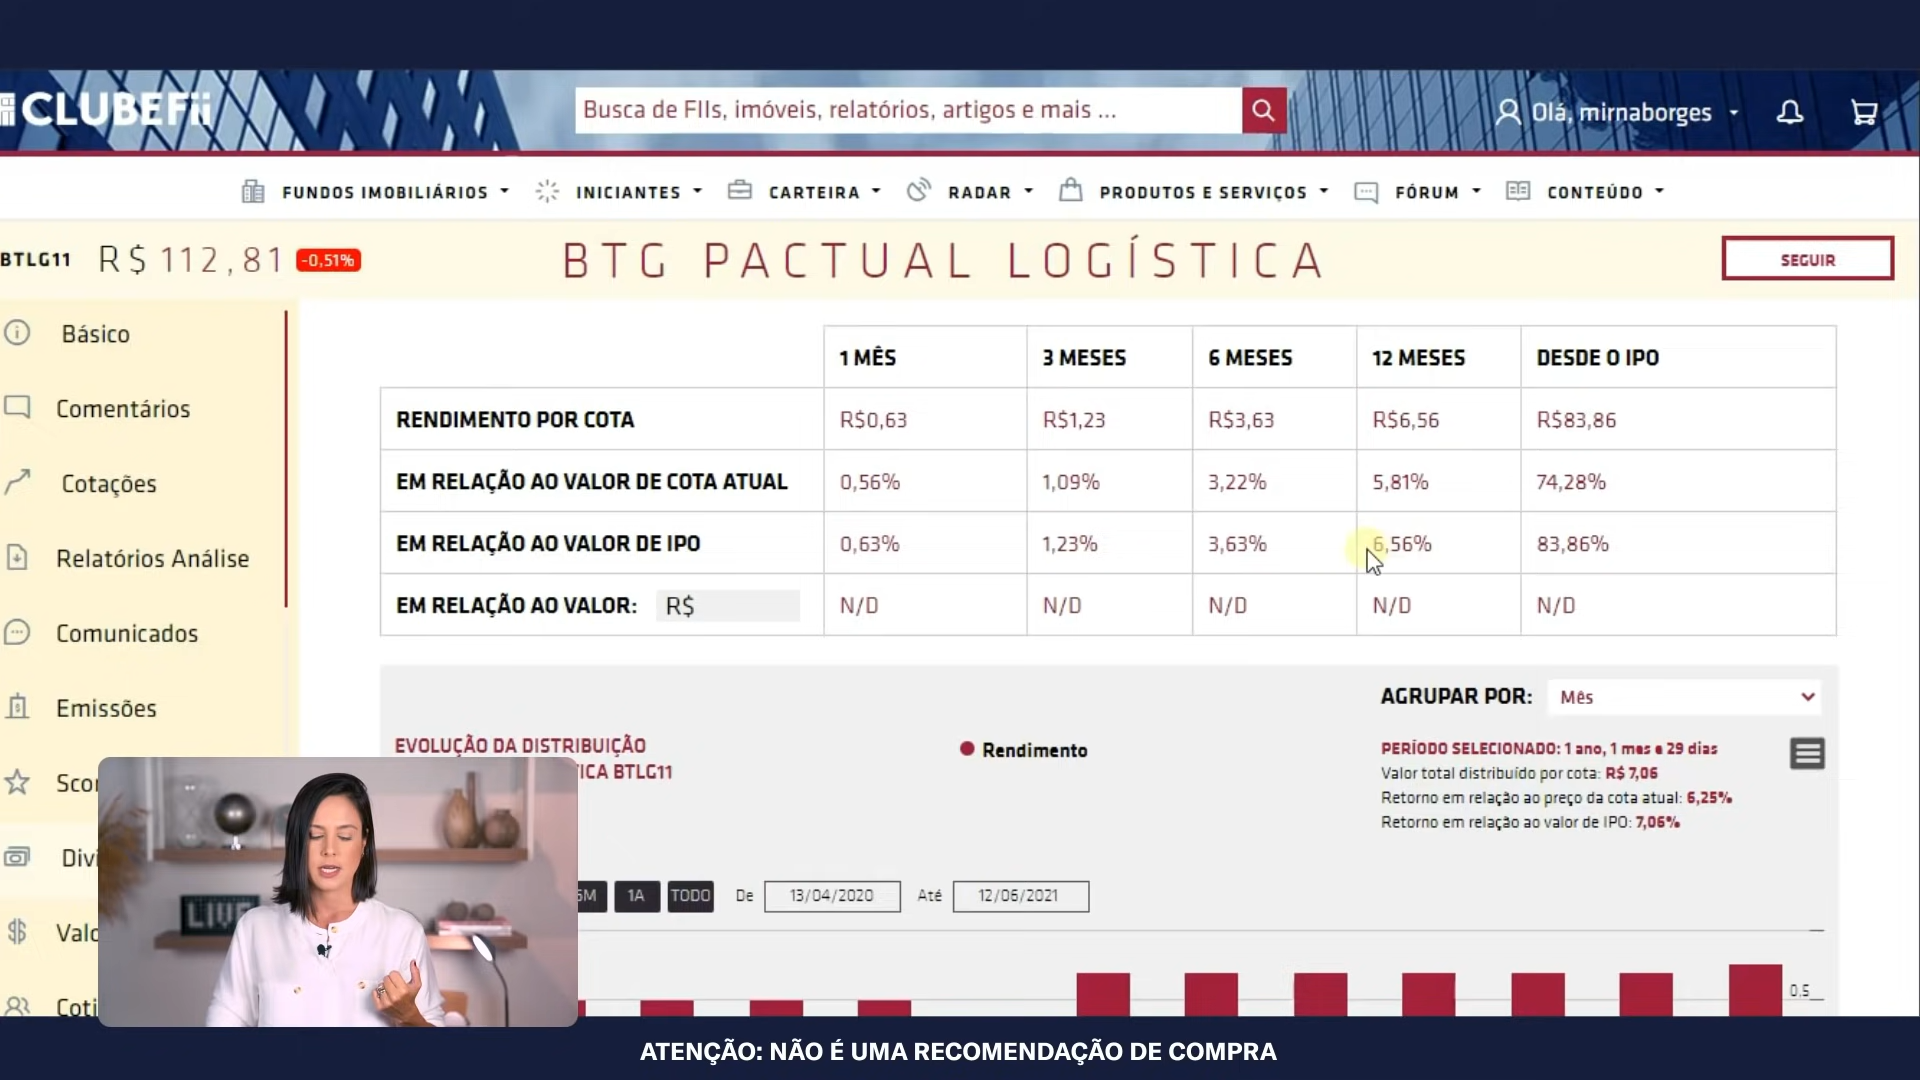 CLUBEFii
Busca de FIIs, imóveis, relatórios, artigos e mais ...
Olá, mirnaborges
FUNDOS IMOBILIÁRIOS
INICIANTES
CARTEIRA
RADAR
PRODUTOS E SERVIÇOS
FÓRUM
CONTEÚDO
BTLG11
R$ 112,81
-0,51%
BTG PACTUAL LOGÍSTICA
SEGUIR
Básico
Comentários
Cotações
Relatórios Análise
Comunicados
Emissões
1 MÊS 3 MESES 6 MESES 12 MESES DESDE O IPO
RENDIMENTO POR COTA R$0,63 R$1,23 R$3,63 R$6,56 R$83,86
EM RELAÇÃO AO VALOR DE COTA ATUAL 0,56% 1,09% 3,22% 5,81% 74,28%
EM RELAÇÃO AO VALOR DE IPO 0,63% 1,23% 3,63% 6,56% 83,86%
EM RELAÇÃO AO VALOR: R$ N/D N/D N/D N/D N/D
AGRUPAR POR: Mês
EVOLUÇÃO DA DISTRIBUIÇÃO
BTLG11
Rendimento
PERÍODO SELECIONADO: 1 ano, 1 mes e 29 dias
Valor total distribuído por cota: R$ 7,06
Retorno em relação ao preço da cota atual: 6,25%
Retorno em relação ao valor de IPO: 7,06%
1A TODO De 13/04/2020 Até 12/06/2021
0,5
LIVE
ATENÇÃO: NÃO É UMA RECOMENDAÇÃO DE COMPRA